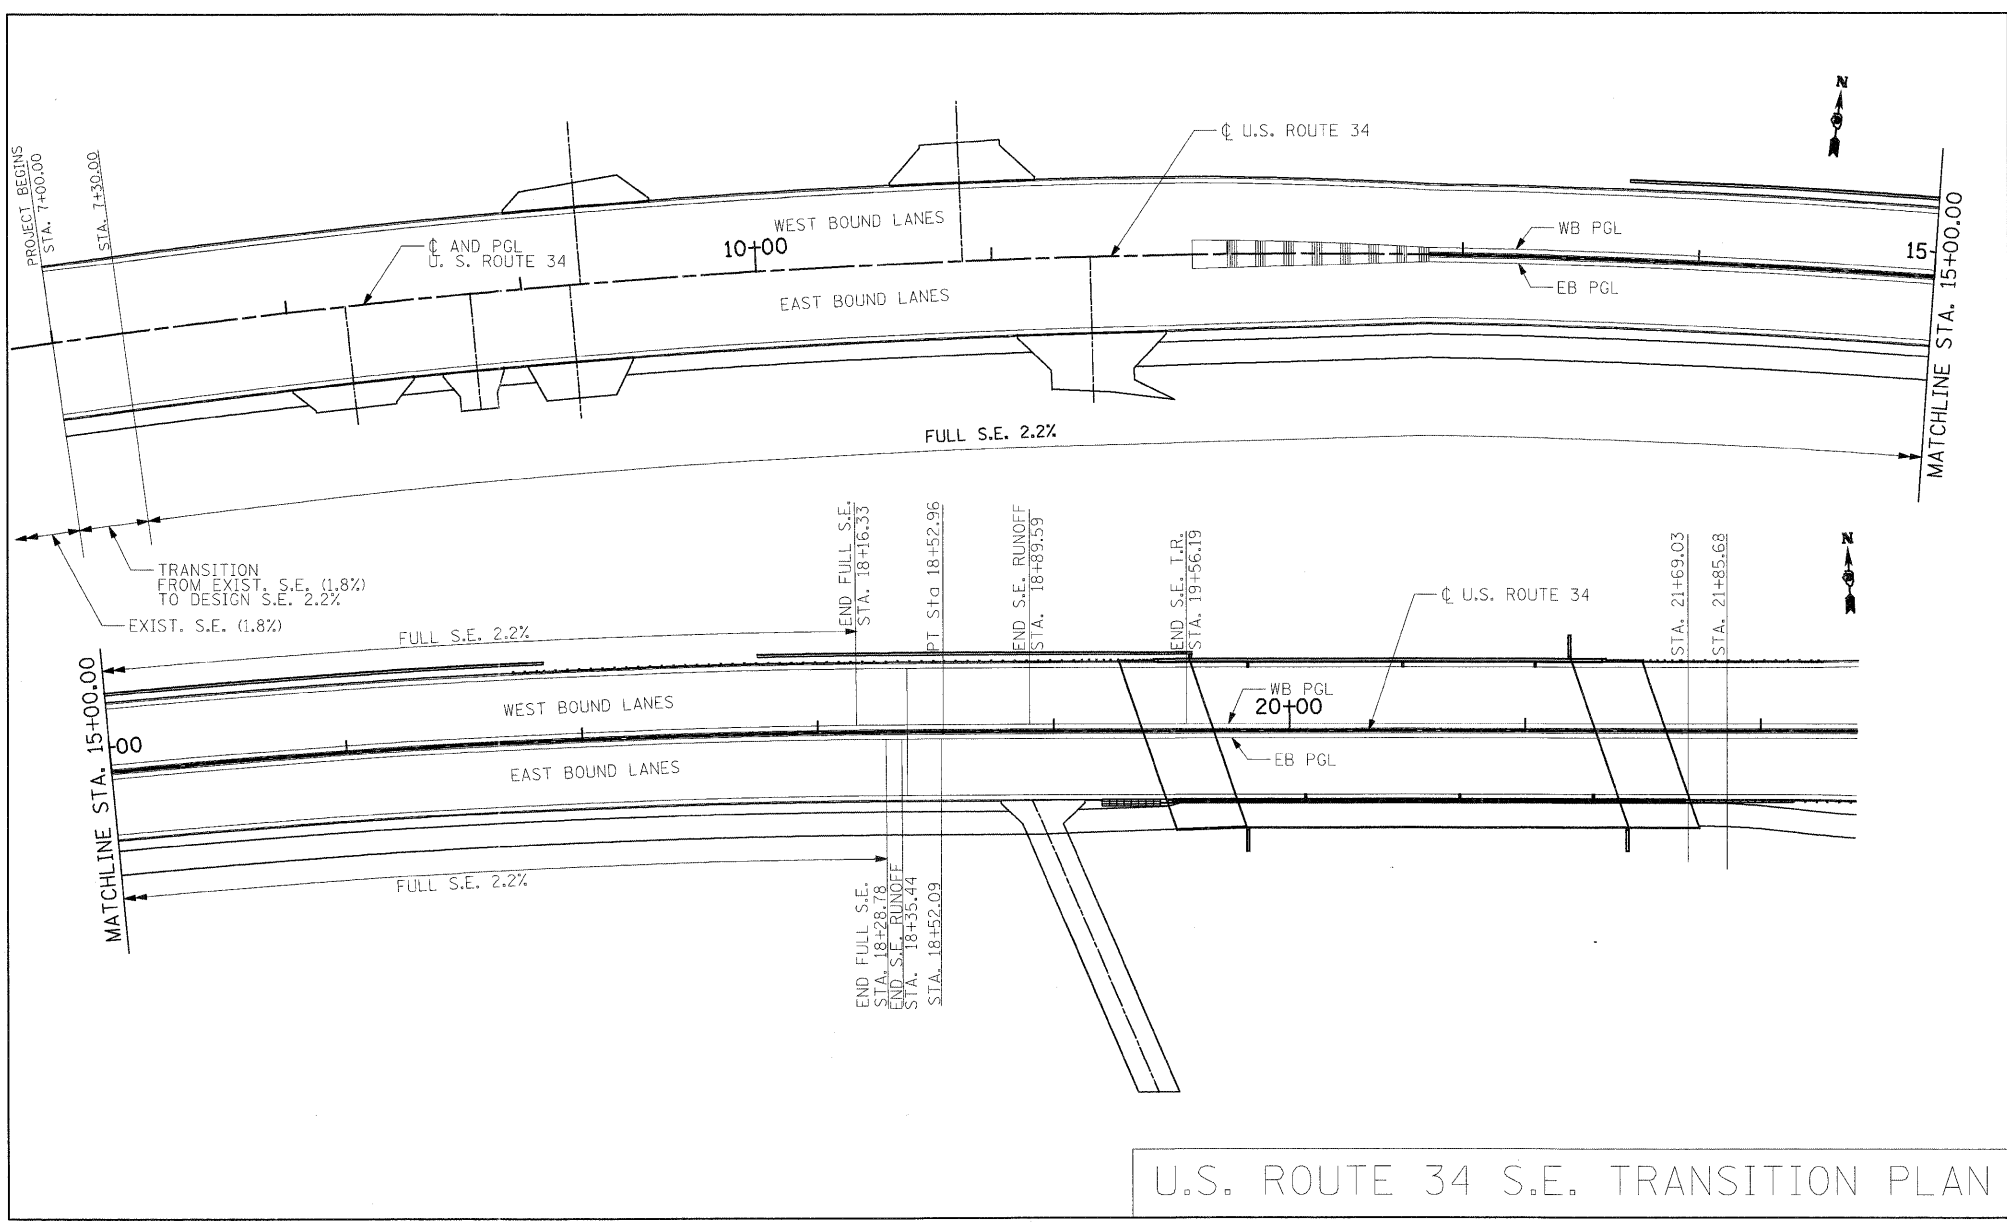 PROJECT BEGINS
STA. 7+00.00
STA. 7+30.00
℄ AND PGL
U. S. ROUTE 34
WEST BOUND LANES
10+00
EAST BOUND LANES
℄ U.S. ROUTE 34
WB PGL
EB PGL
15
N
MATCHLINE STA. 15+00.00
FULL S.E. 2.2%
TRANSITION
FROM EXIST. S.E. (1.8%)
TO DESIGN S.E. 2.2%
EXIST. S.E. (1.8%)
MATCHLINE STA. 15+00.00
+00
FULL S.E. 2.2%
END FULL S.E.
STA. 18+16.33
PT Sta 18+52.96
END S.E. RUNOFF
STA. 18+89.59
END S.E. T.R.
STA. 19+56.19
℄ U.S. ROUTE 34
STA. 21+69.03
STA. 21+85.68
N
WEST BOUND LANES
WB PGL
20+00
EAST BOUND LANES
EB PGL
FULL S.E. 2.2%
END FULL S.E.
STA. 18+28.78
END S.E. RUNOFF
STA. 18+35.44
STA. 18+52.09
U.S. ROUTE 34 S.E. TRANSITION PLAN